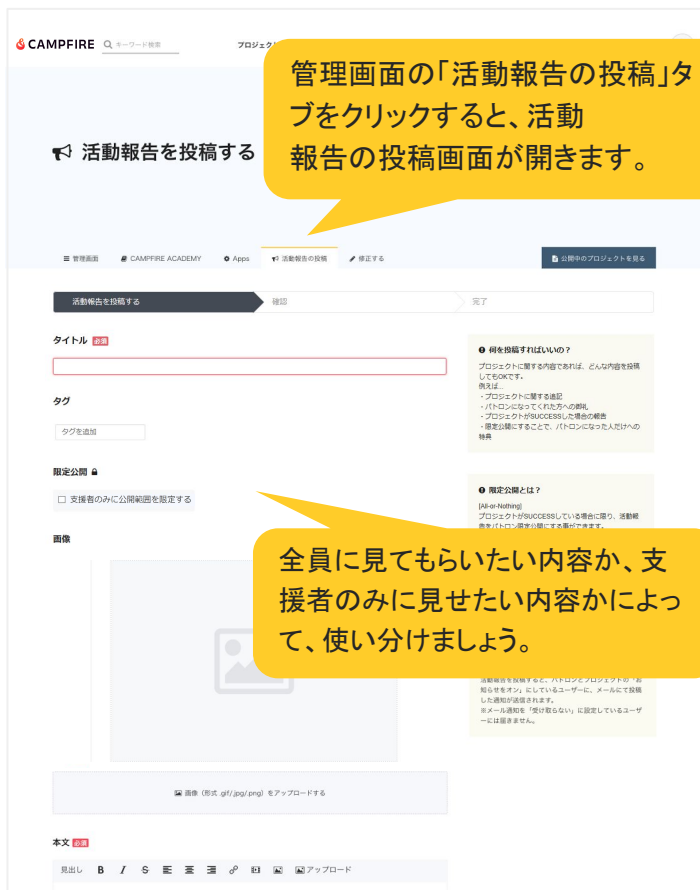 CAMPFIRE キーワード検索 プロジェクト
管理画面の「活動報告の投稿」タ
ブをクリックすると、活動
報告の投稿画面が開きます。
活動報告を投稿する
管理画面 CAMPFIRE ACADEMY Apps 活動報告の投稿 修正する 公開中のプロジェクトを見る
活動報告を投稿する 確認 完了
タイトル 必須
タグ
タグを追加
限定公開
支援者のみに公開範囲を限定する
画像
何を投稿すればいいの?
プロジェクトに関する内容であれば、どんな内容を投稿
してもOKです。
例えば...
・プロジェクトに関する追記
・パトロンになってくれた方への御礼
・プロジェクトがSUCCESSした場合の報告
・限定公開にすることで、パトロンになった人だけへの
特典
限定公開とは?
[All-or-Nothing]
プロジェクトがSUCCESSしている場合に限り、活動報
告をパトロン限定公開にする事ができます。
全員に見てもらいたい内容か、支
援者のみに見せたい内容かによっ
て、使い分けましょう。
活動報告を投稿すると、パトロンとプロジェクトの「お
知らせをオン」にしているユーザーに、メールにて投稿
した通知が送信されます。
※メール通知を「受け取らない」に設定しているユーザ
ーには届きません。
画像（形式 .gif/.jpg/.png）をアップロードする
本文 必須
見出し B I S アップロード